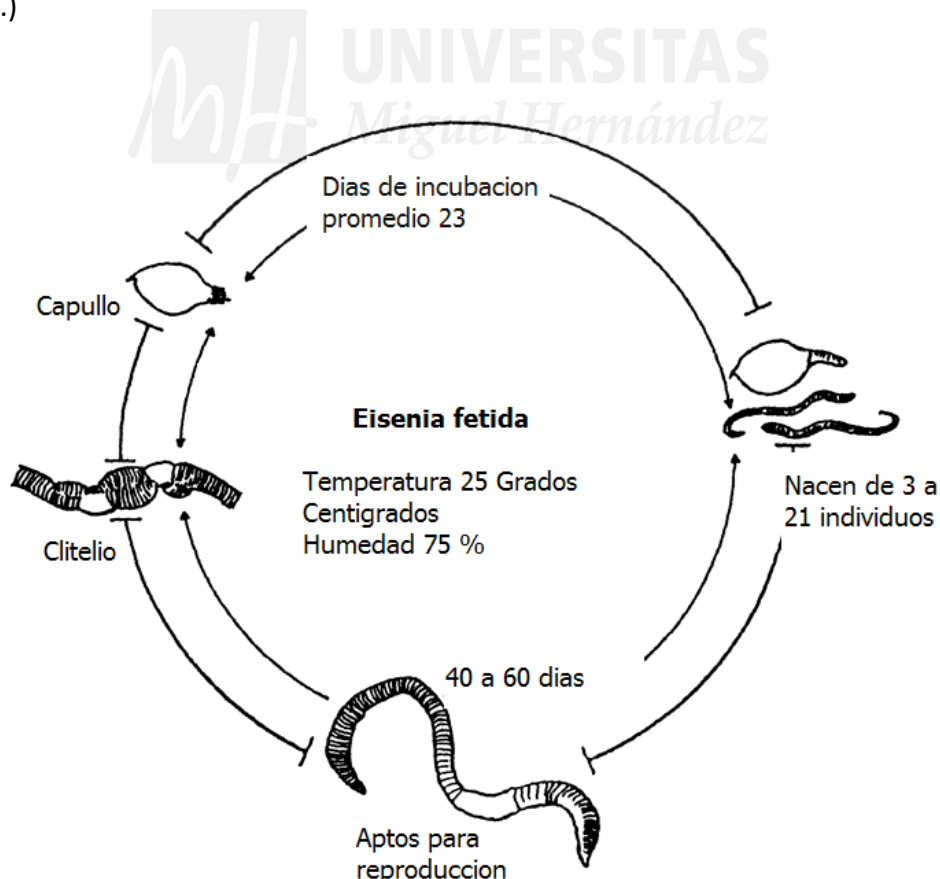 .)
UNIVERSITAS
Miguel Hernández
Dias de incubacion
promedio 23
Capullo
Eisenia fetida
Temperatura 25 Grados
Centigrados
Humedad 75 %
Nacen de 3 a
21 individuos
Clitelio
40 a 60 dias
Aptos para
reproduccion